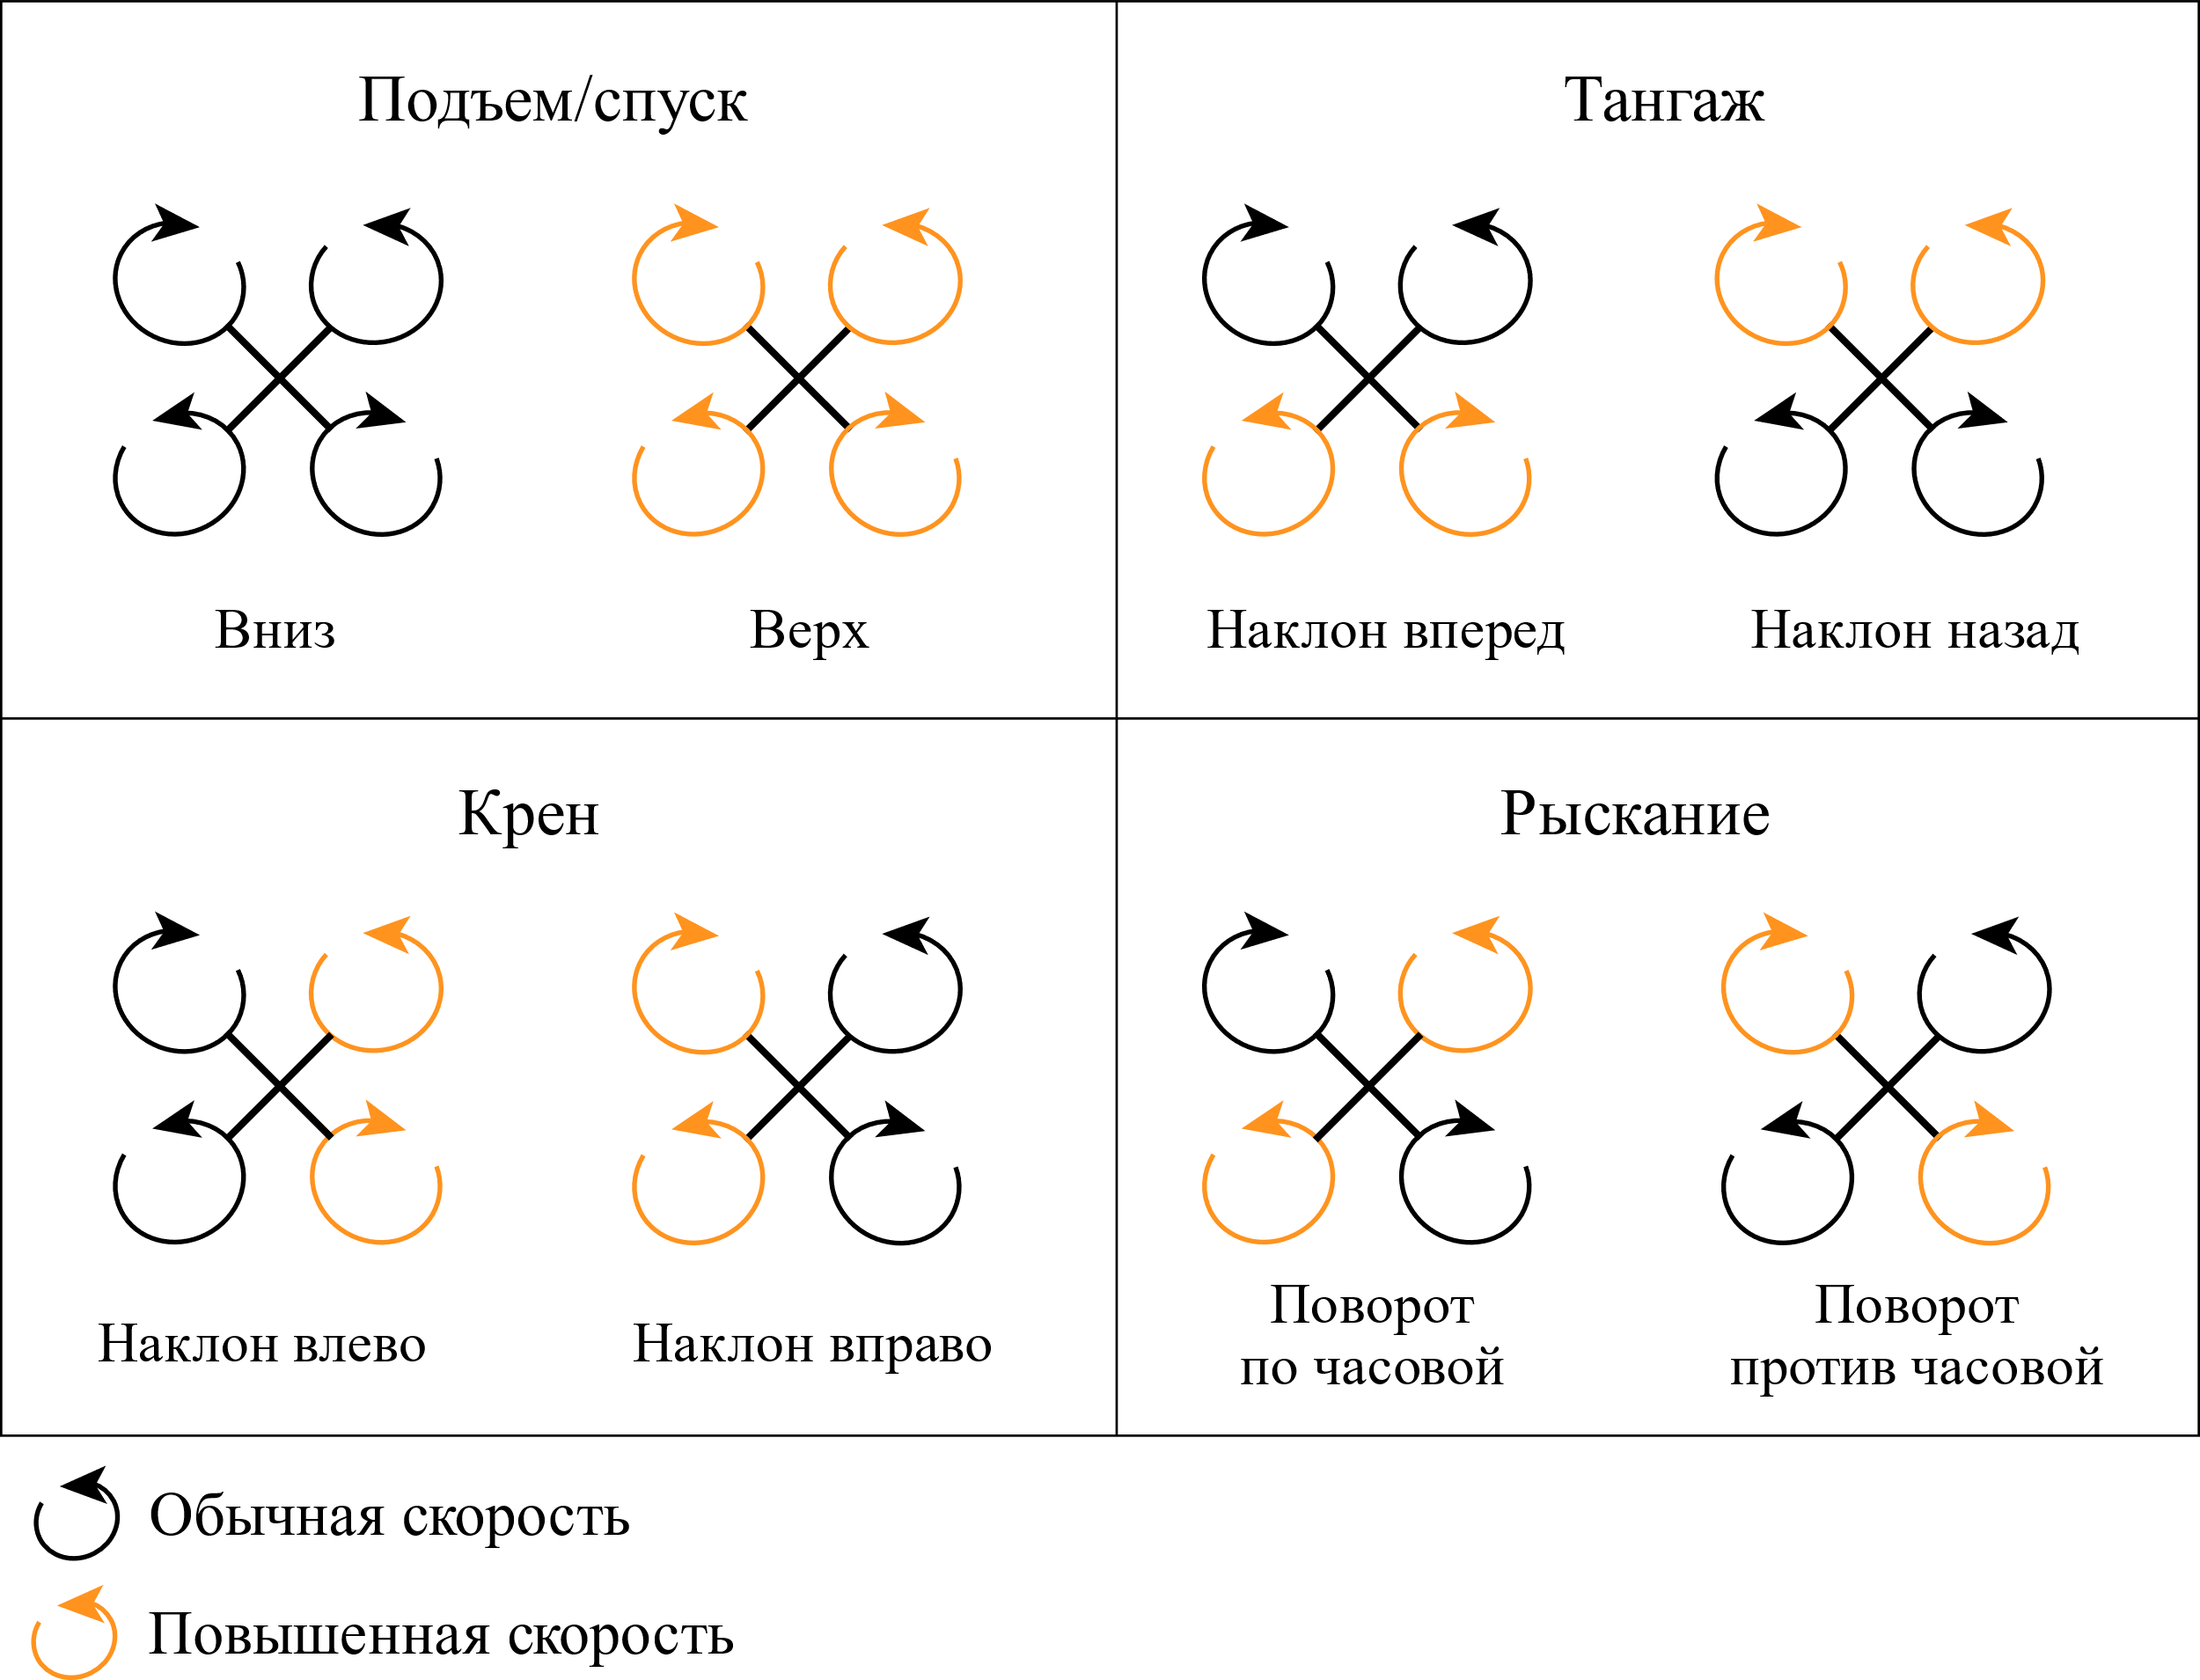 Подъем/спуск
Вниз
Верх
Тангаж
Наклон вперед
Наклон назад
Крен
Наклон влево
Наклон вправо
Рыскание
Поворот
по часовой
Поворот
против часовой
Обычная скорость
Повышенная скорость